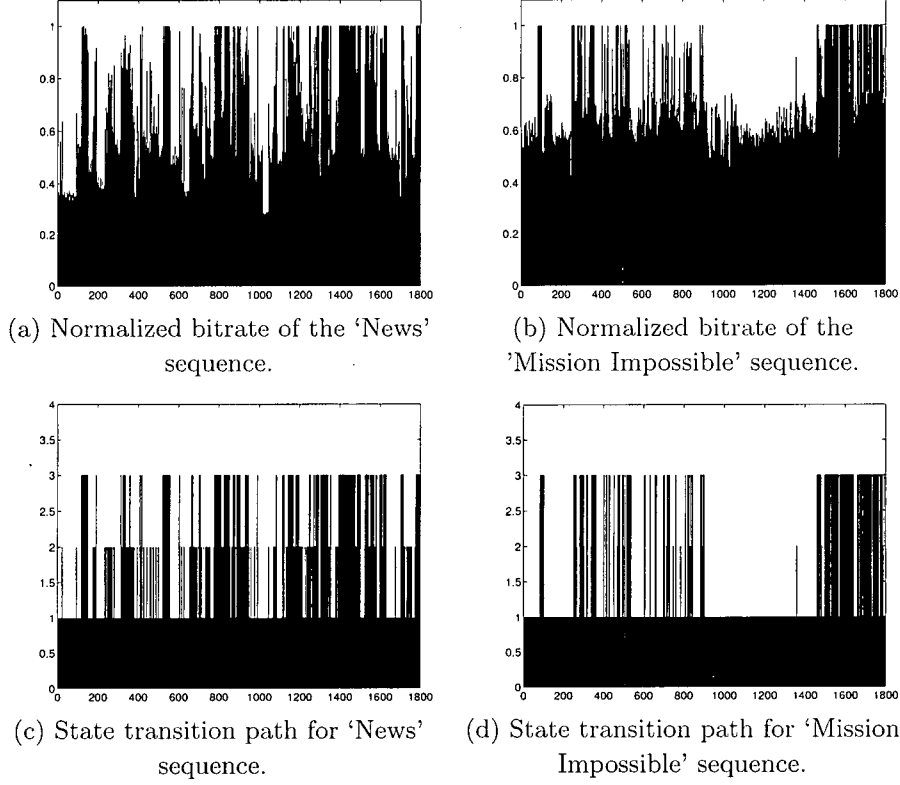 1
0.8
0.6
0.4
0.2
0
0 200 400 600 800 1000 1200 1400 1600 1800
(a) Normalized bitrate of the ‘News’
sequence.
1
0.8
0.6
0.4
0.2
0
0 200 400 600 800 1000 1200 1400 1600 1800
(b) Normalized bitrate of the
’Mission Impossible’ sequence.
4
3.5
3
2.5
2
1.5
1
0.5
0
0 200 400 600 800 1000 1200 1400 1600 1800
(c) State transition path for ‘News’
sequence.
4
3.5
3
2.5
2
1.5
1
0.5
0
0 200 400 600 800 1000 1200 1400 1600 1800
(d) State transition path for ‘Mission
Impossible’ sequence.